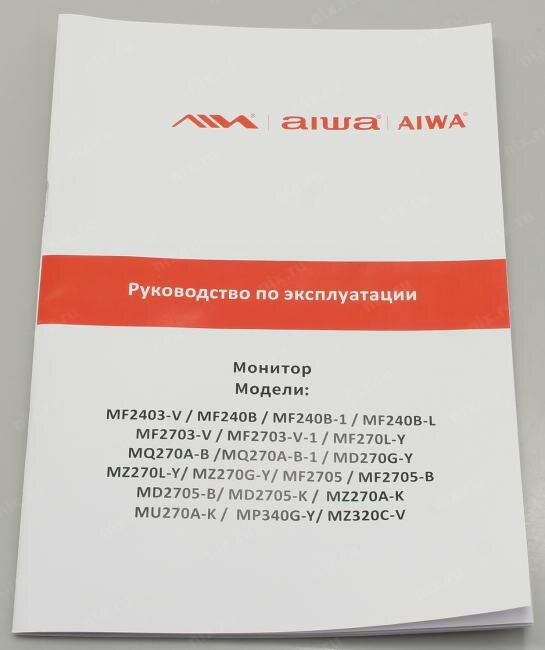 aiwa® | AIWA®
Руководство по эксплуатации
Монитор
Модели:
MF2403-V / MF240B / MF240B-1 / MF240B-L
MF2703-V / MF2703-V-1 / MF270L-Y
MQ270A-B /MQ270A-B-1 / MD270G-Y
MZ270L-Y/ MZ270G-Y/ MF2705 / MF2705-B
MD2705-B/ MD2705-K / MZ270A-K
MU270A-K / MP340G-Y/ MZ320C-V